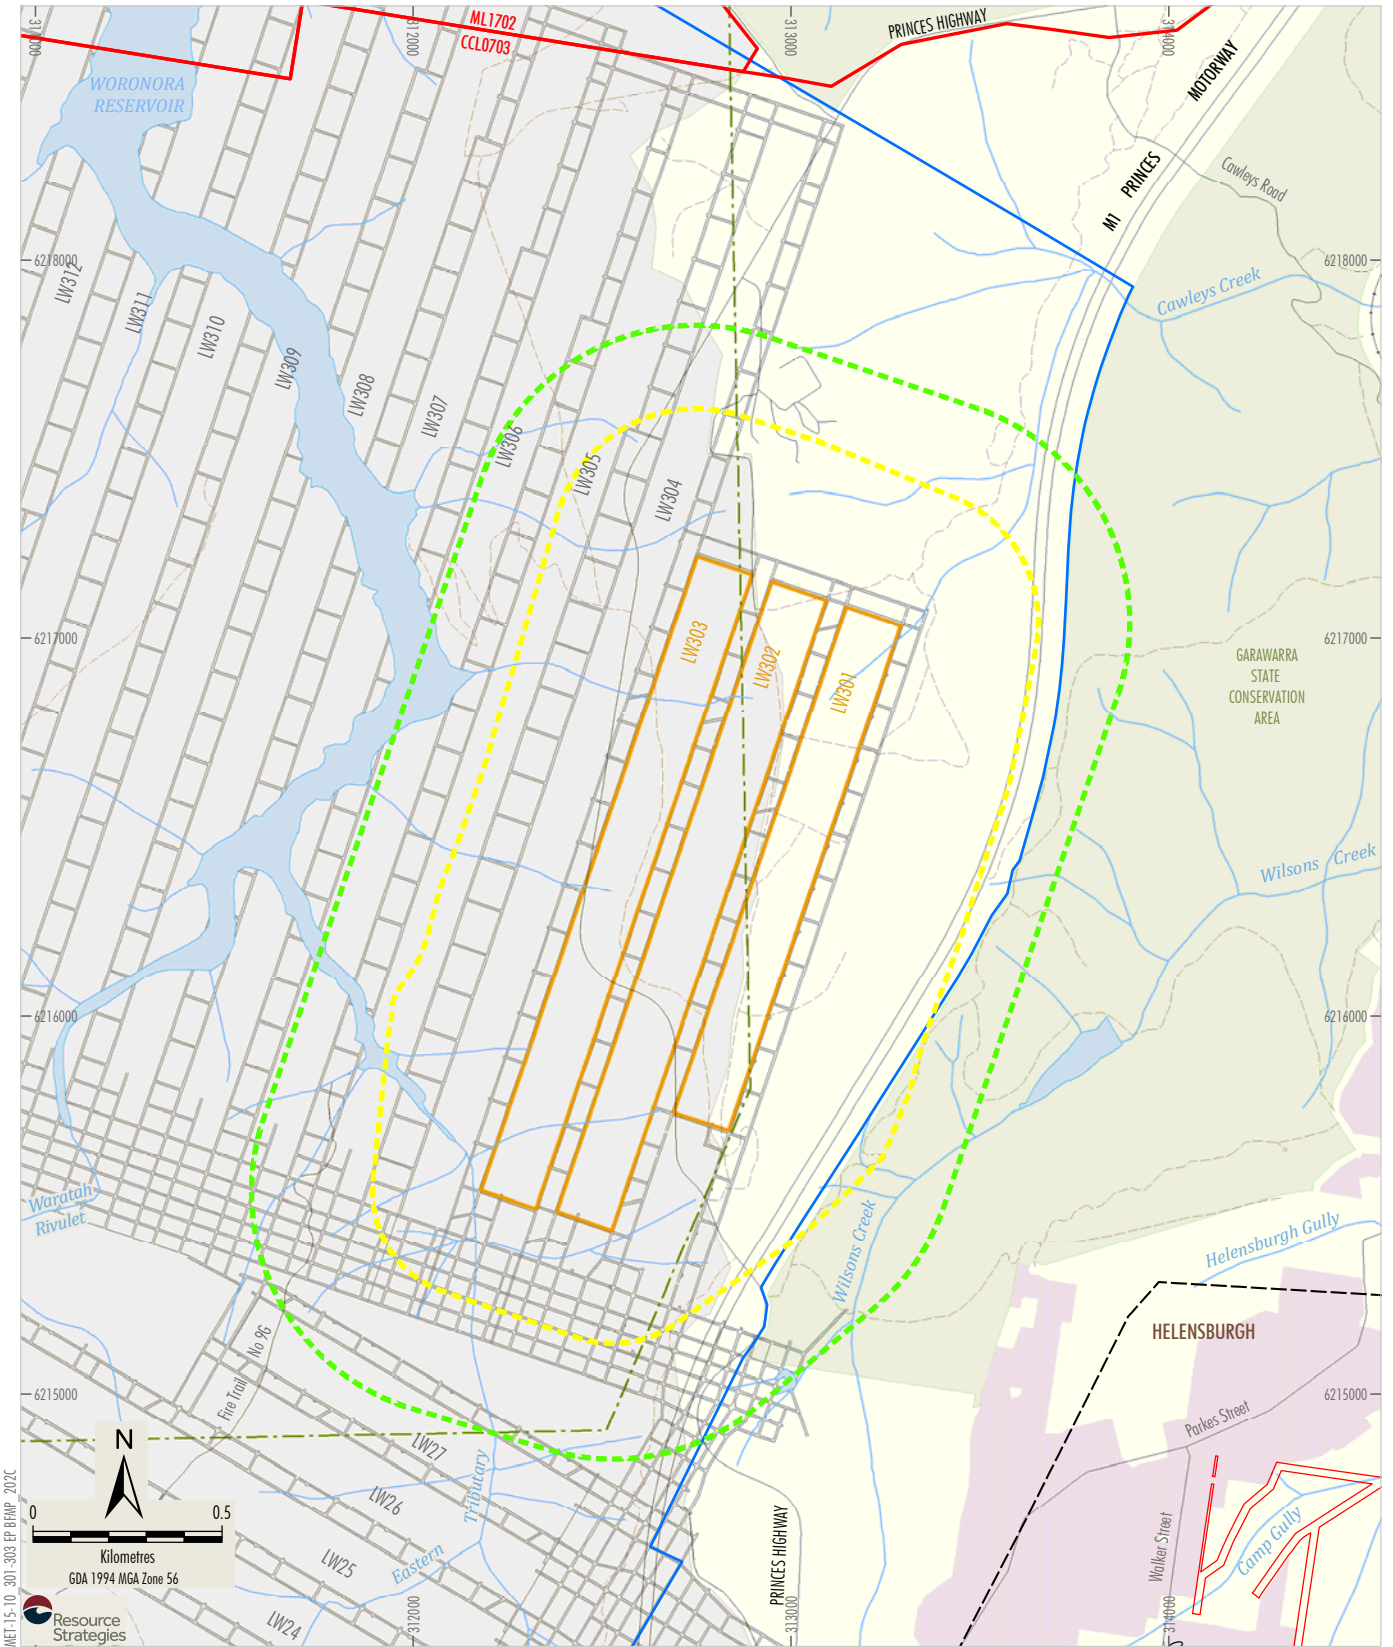 313000
314000
312000
ML1702
CCL0703
PRINCES HIGHWAY
WORONORA
RESERVOIR
MOTORWAY
PRINCES
M1
Cawleys Road
6218000
6218000
Cawleys Creek
LW312
LW311
LW310
LW309
LW308
LW307
LW306
LW305
LW304
6217000
6217000
LW303
LW302
LW301
GARAWARRA
STATE
CONSERVATION
AREA
Wilsons Creek
6216000
6216000
Waratah
Rivulet
Wilsons Creek
Helensburgh Gully
HELENSBURGH
No 9G
Fire Trail
6215000
6215000
Parkes Street
N
LW27
LW26
LW25
LW24
Tributary
Eastern
0
0.5
Kilometres
GDA 1994 MGA Zone 56
PRINCES HIGHWAY
Walker Street
Camp Gully
312000
313000
314000
Resource
Strategies
MET-15-10 301-303 EP BFMP 202C